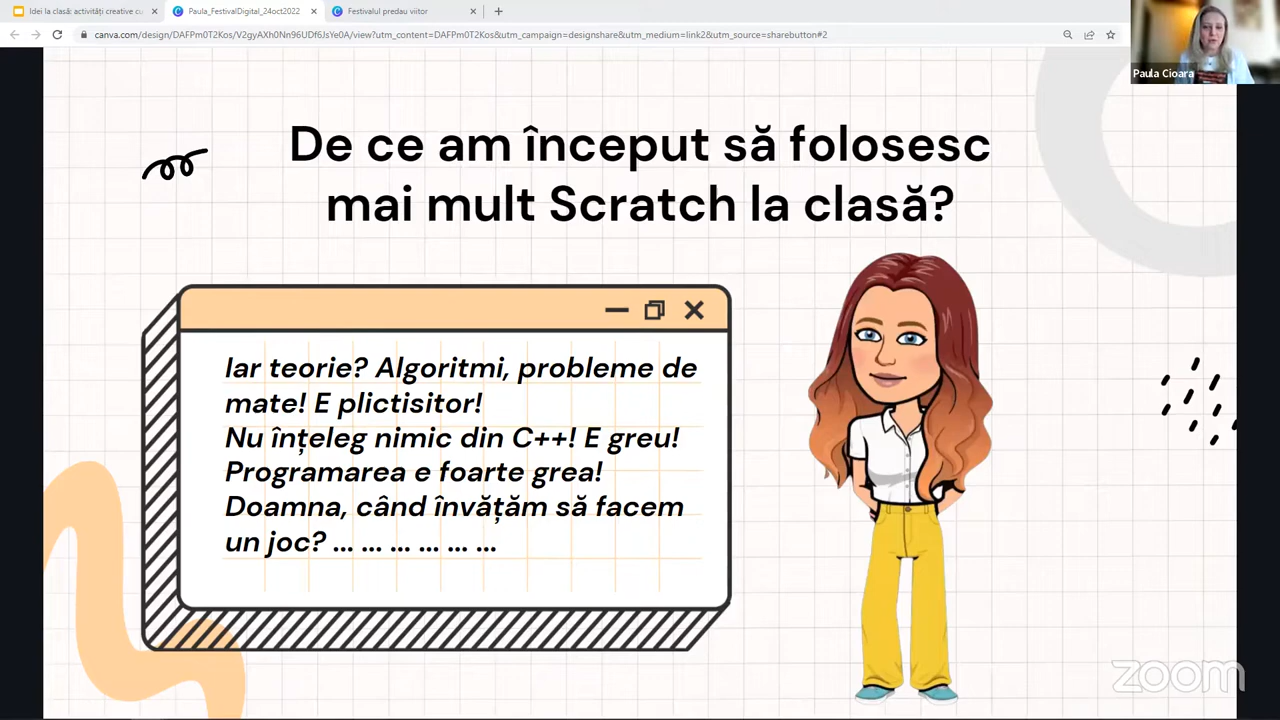 Idei la clasă: activități creative cu
Paula_FestivalDigital_24oct2022
Festivalul predau viitor
canva.com/design/DAFPm0T2Kos/V2gyAXh0Nn96UDf6JsYe0A/view?utm_content=DAFPm0T2Kos&utm_campaign=designshare&utm_medium=link2&utm_source=sharebutton#2
Paula Cioara
De ce am început să folosesc
mai mult Scratch la clasă?
Iar teorie? Algoritmi, probleme de
mate! E plictisitor!
Nu înțeleg nimic din C++! E greu!
Programarea e foarte grea!
Doamna, când învățăm să facem
un joc? ... ... ... ... ... ...
zoom